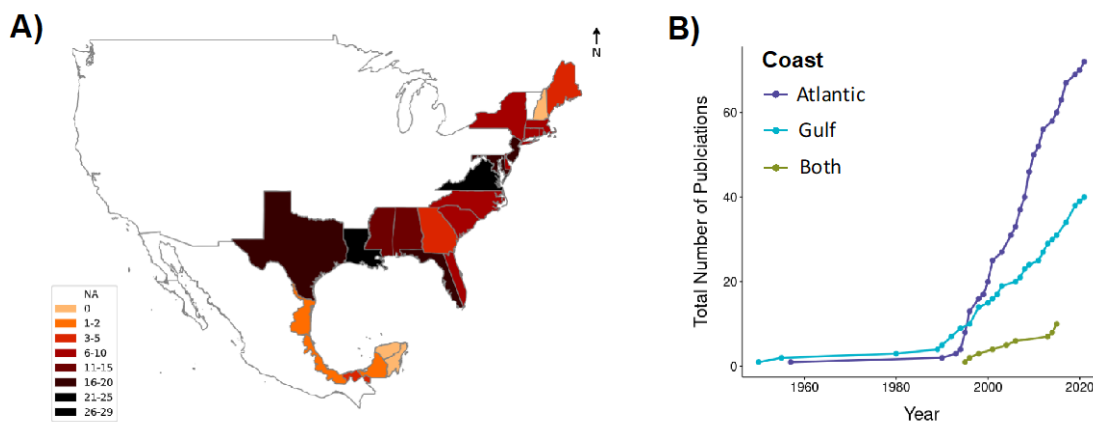 A)
N
NA
0
1-2
3-5
6-10
11-15
16-20
21-25
26-29
B)
Coast
Atlantic
Gulf
Both
Total Number of Publciations
60
40
20
0
1960 1980 2000 2020
Year